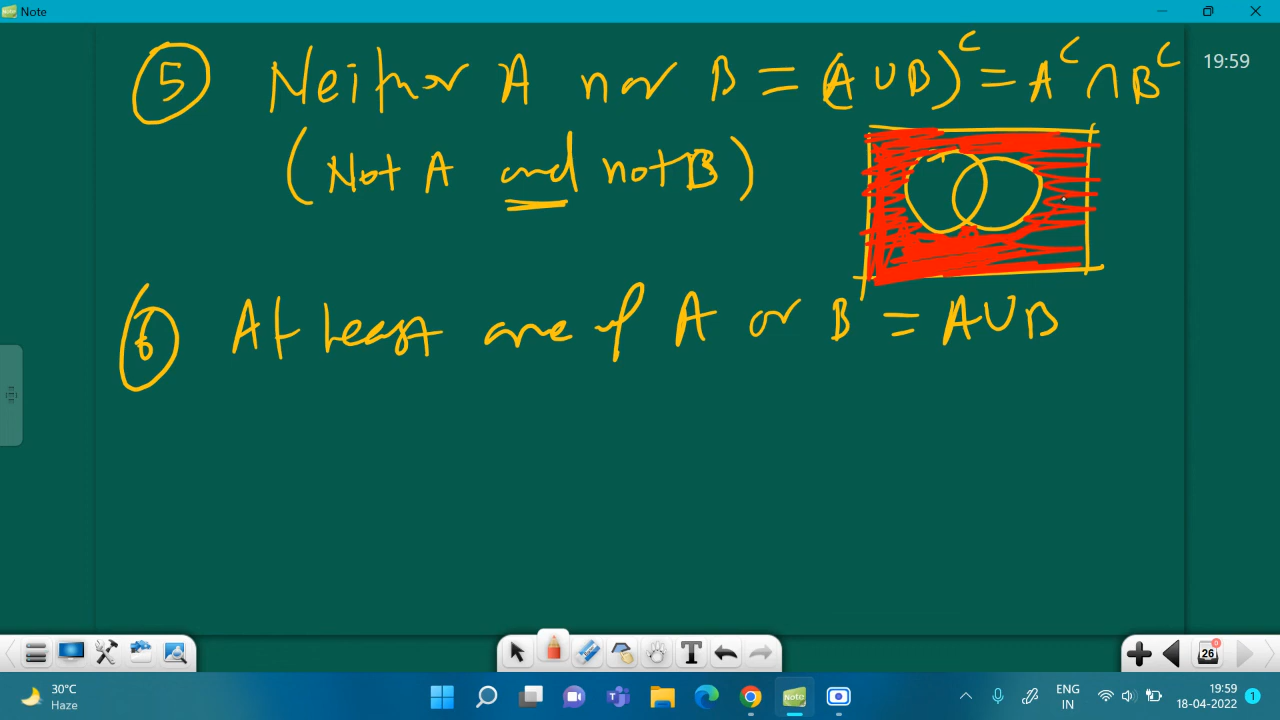 Note
19:59
5 Neither A nor B = (A ∪ B)ᶜ = Aᶜ ∩ Bᶜ
(Not A and not B)
6 At least one of A or B = A ∪ B
26
30°C
Haze
ENG
IN
19:59
18-04-2022
1